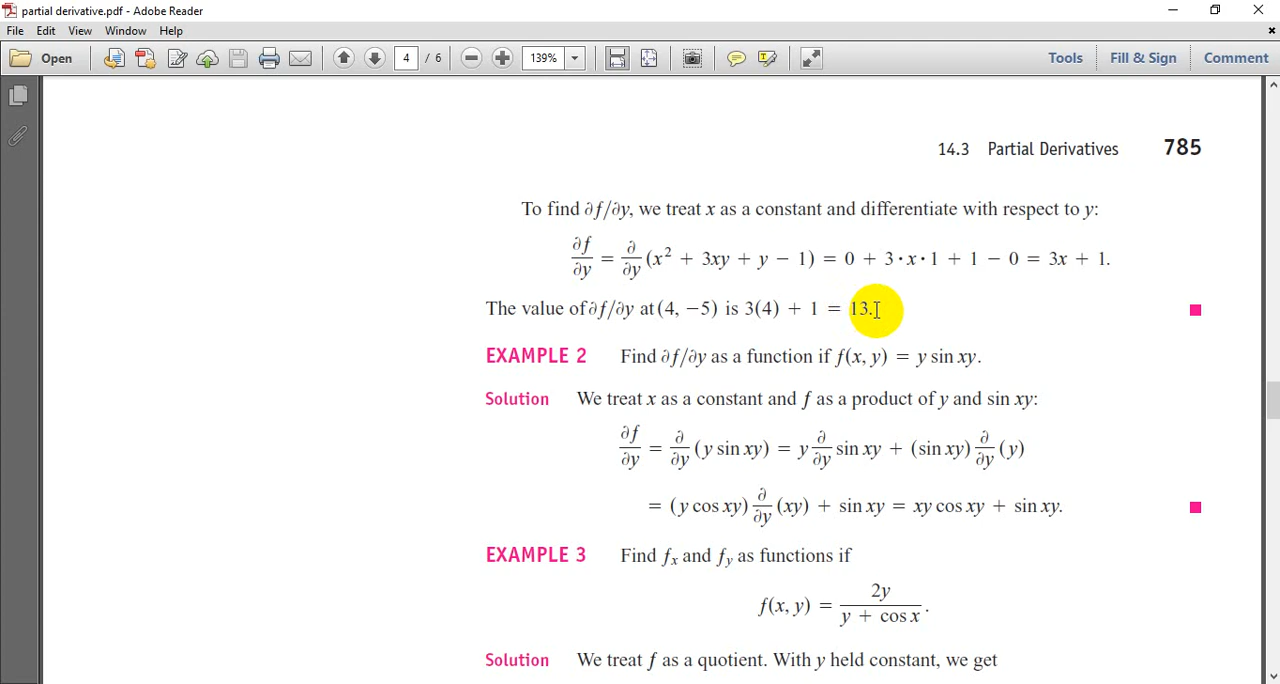 partial derivative.pdf - Adobe Reader
File Edit View Window Help
Open 4 / 6 139% Tools Fill & Sign Comment
14.3 Partial Derivatives 785
To find ∂f/∂y, we treat x as a constant and differentiate with respect to y:
∂f/∂y = ∂/∂y (x² + 3xy + y − 1) = 0 + 3·x·1 + 1 − 0 = 3x + 1.
The value of ∂f/∂y at (4, −5) is 3(4) + 1 = 13.
EXAMPLE 2 Find ∂f/∂y as a function if f(x, y) = y sin xy.
Solution We treat x as a constant and f as a product of y and sin xy:
∂f/∂y = ∂/∂y (y sin xy) = y ∂/∂y sin xy + (sin xy) ∂/∂y (y)
= (y cos xy) ∂/∂y (xy) + sin xy = xy cos xy + sin xy.
EXAMPLE 3 Find fₓ and f_y as functions if
f(x, y) = 2y / y + cos x .
Solution We treat f as a quotient. With y held constant, we get